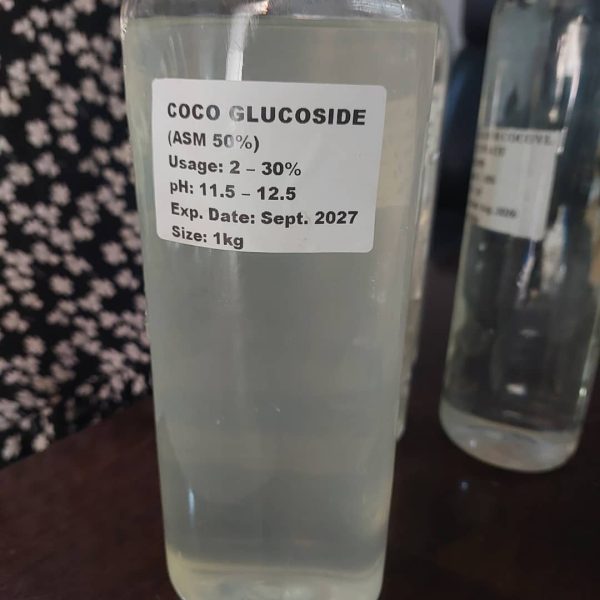 COCO GLUCOSIDE
(ASM 50%)
Usage: 2 – 30%
pH: 11.5 – 12.5
Exp. Date: Sept. 2027
Size: 1kg